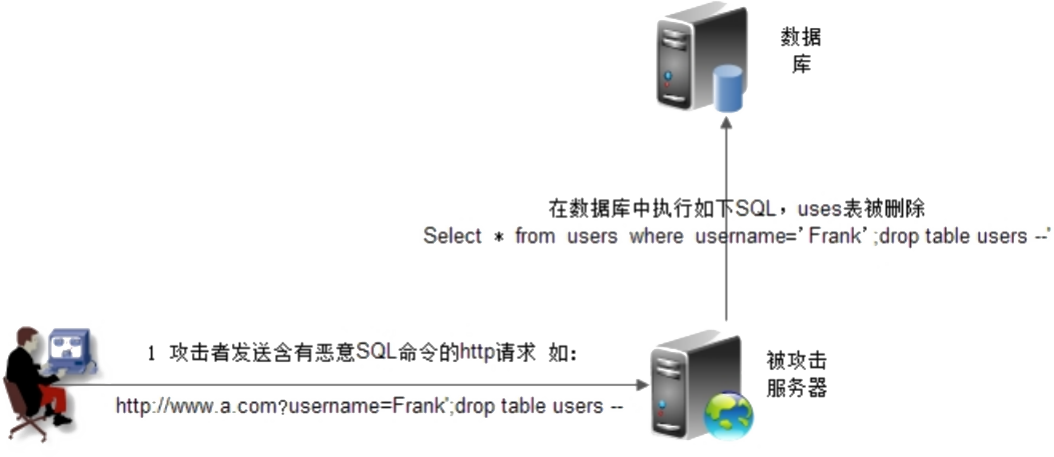 数据
库
在数据库中执行如下SQL，uses表被删除
Select * from users where username='Frank';drop table users --'
1 攻击者发送含有恶意SQL命令的http请求 如：
http://www.a.com?username=Frank';drop table users --
被攻击
服务器